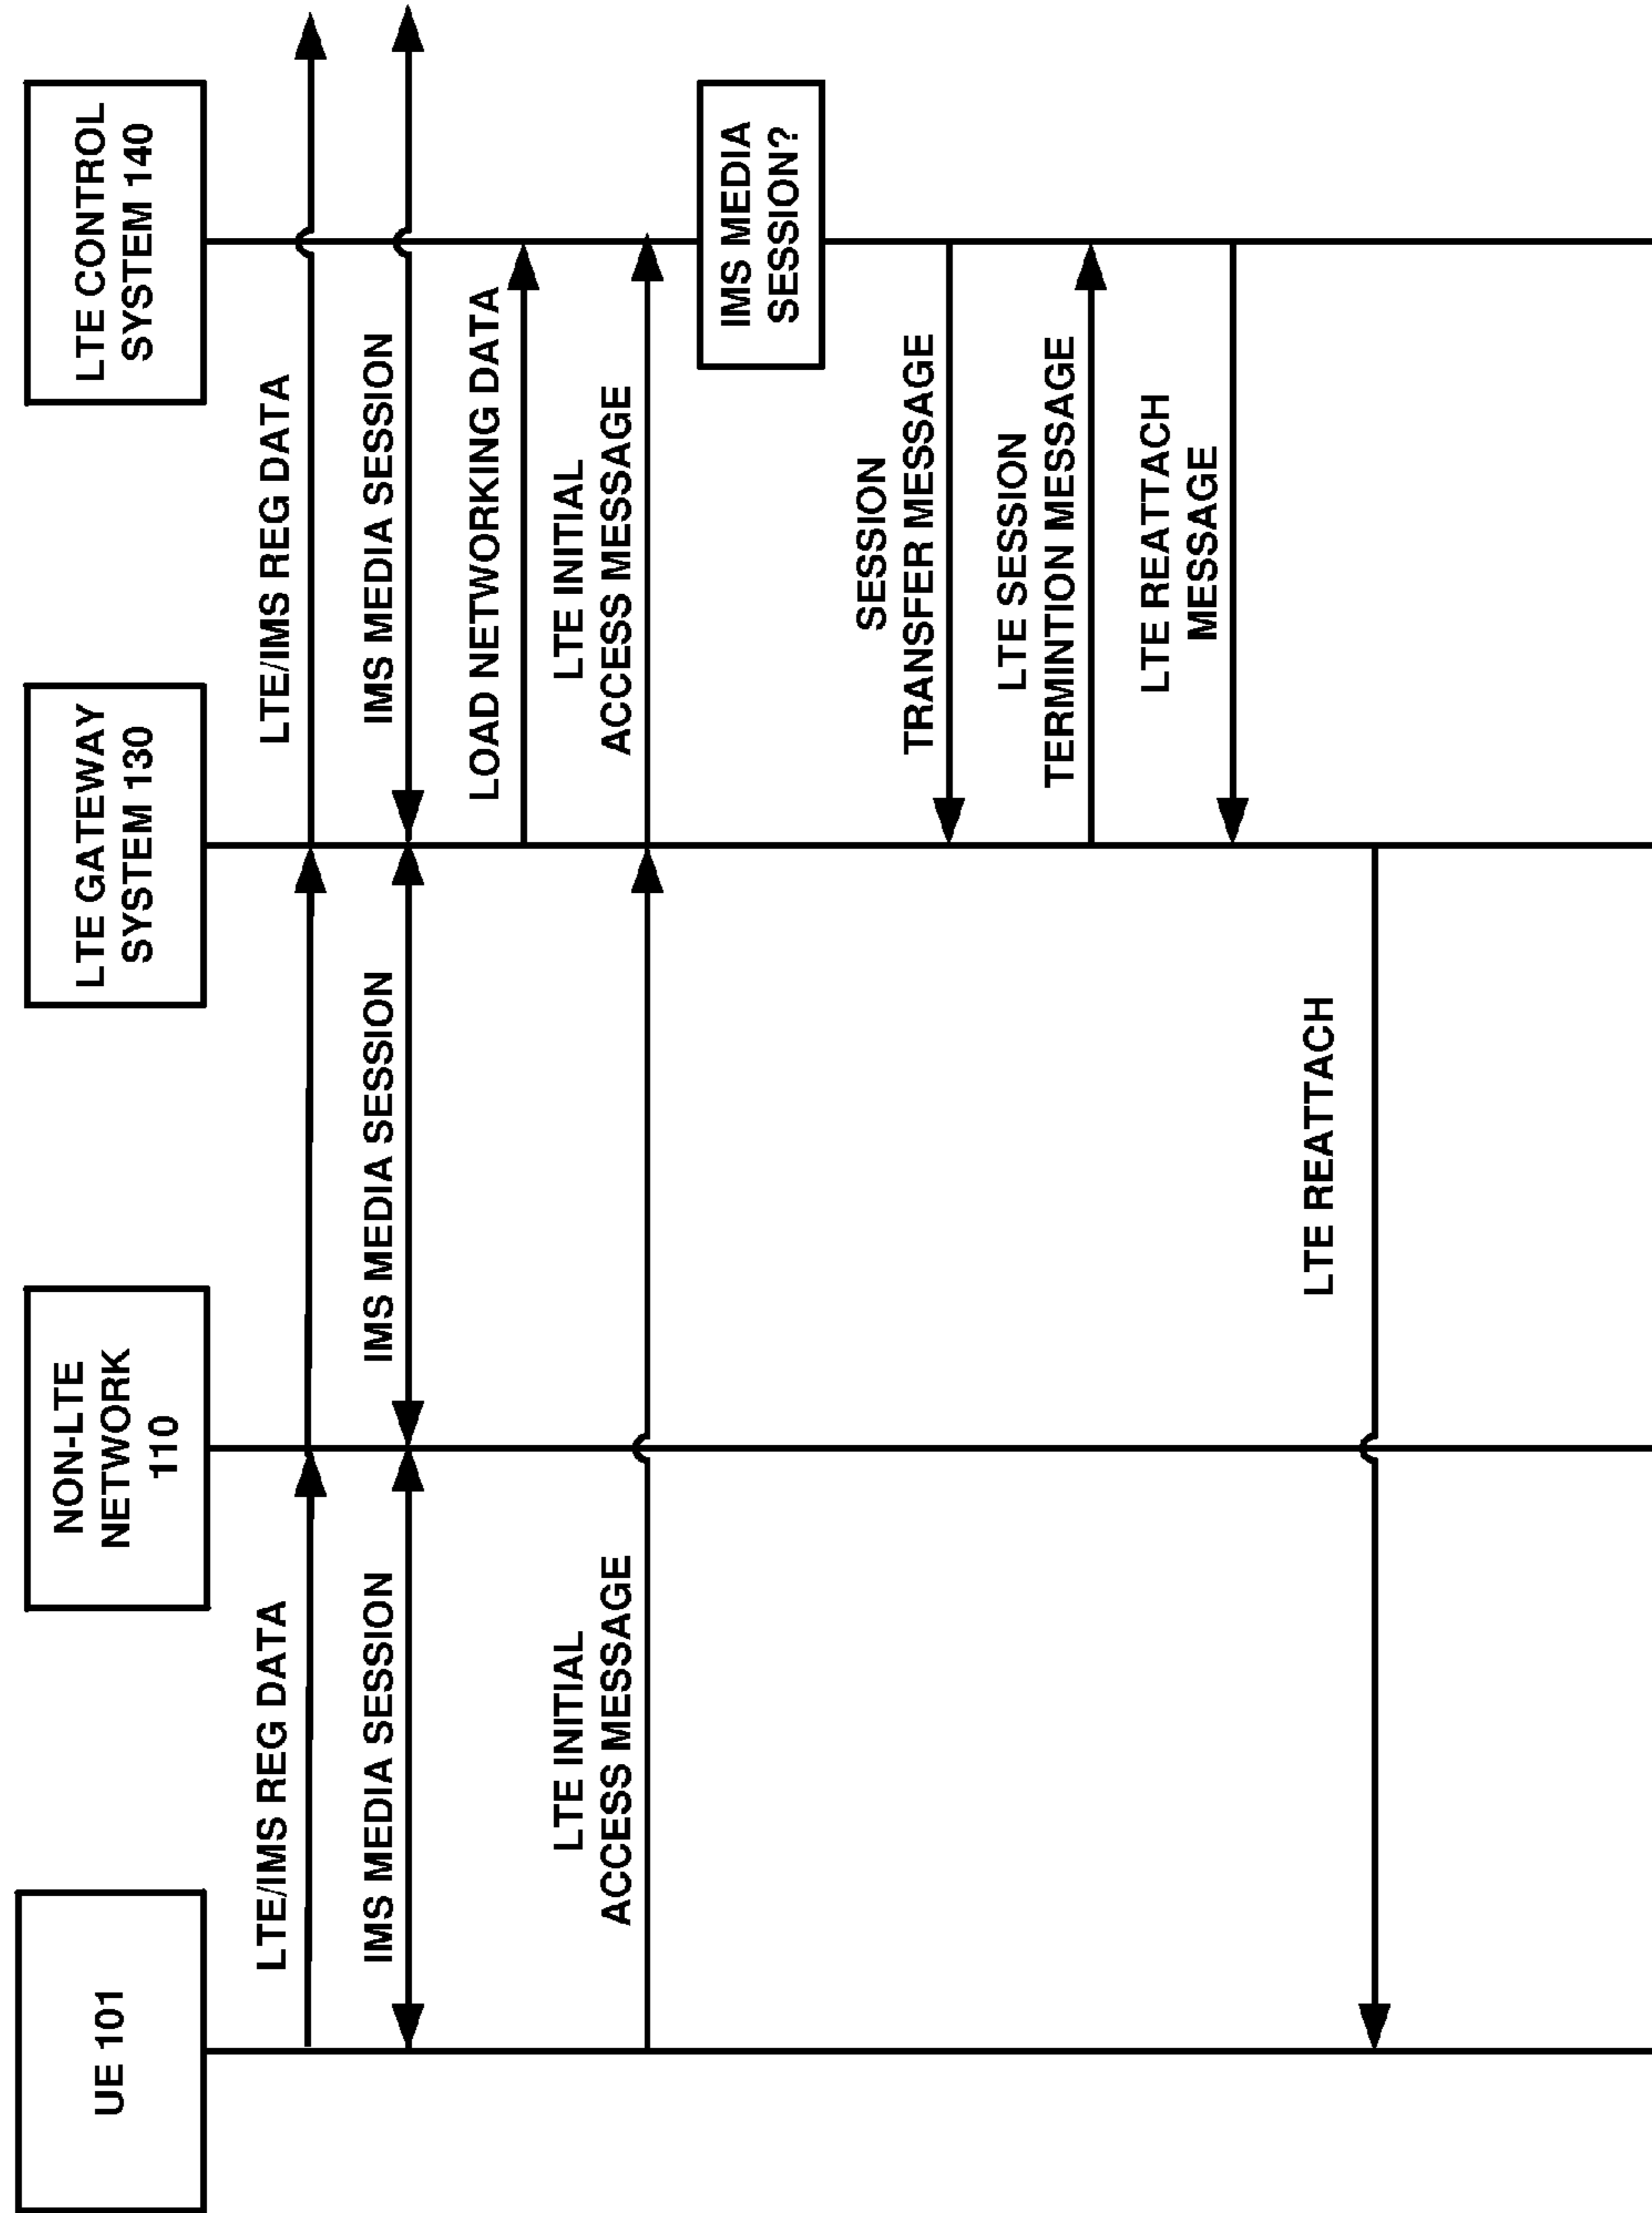 UE 101
NON-LTE
NETWORK
110
LTE GATEWAY
SYSTEM 130
LTE CONTROL
SYSTEM 140
LTE/IMS REG DATA
LTE/IMS REG DATA
IMS MEDIA SESSION
IMS MEDIA SESSION
IMS MEDIA SESSION
LOAD NETWORKING DATA
LTE INITIAL
ACCESS MESSAGE
LTE INITIAL
ACCESS MESSAGE
IMS MEDIA
SESSION?
SESSION
TRANSFER MESSAGE
LTE SESSION
TERMINTION MESSAGE
LTE REATTACH
MESSAGE
LTE REATTACH